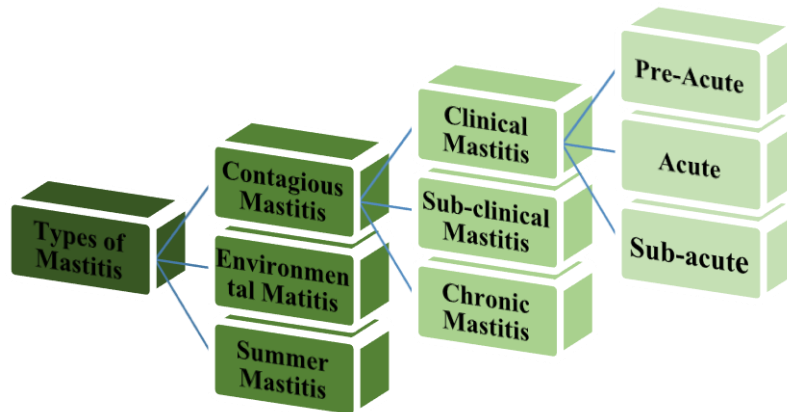 Types of
Mastitis
Contagious
Mastitis
Environmen
tal Matitis
Summer
Mastitis
Clinical
Mastitis
Sub-clinical
Mastitis
Chronic
Mastitis
Pre-Acute
Acute
Sub-acute